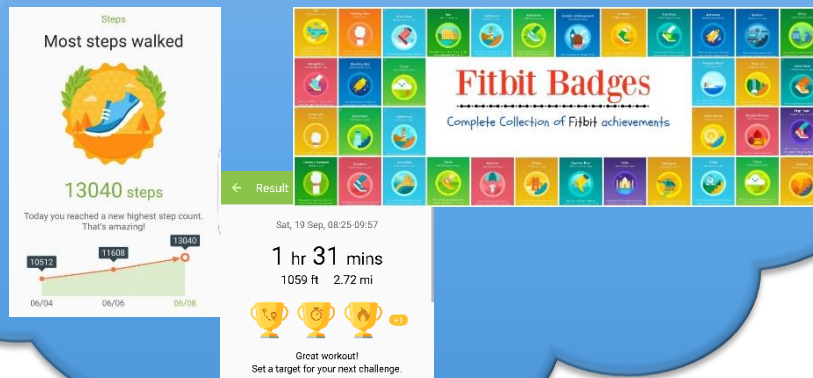 Steps
Most steps walked
13040 steps
Today you reached a new highest step count.
That's amazing!
10512
11608
13040
06/04
06/06
06/08
Fitbit Badges
Complete Collection of Fitbit achievements
← Result
Sat, 19 Sep, 08:25-09:57
1 hr 31 mins
1059 ft 2.72 mi
+1
Great workout!
Set a target for your next challenge.